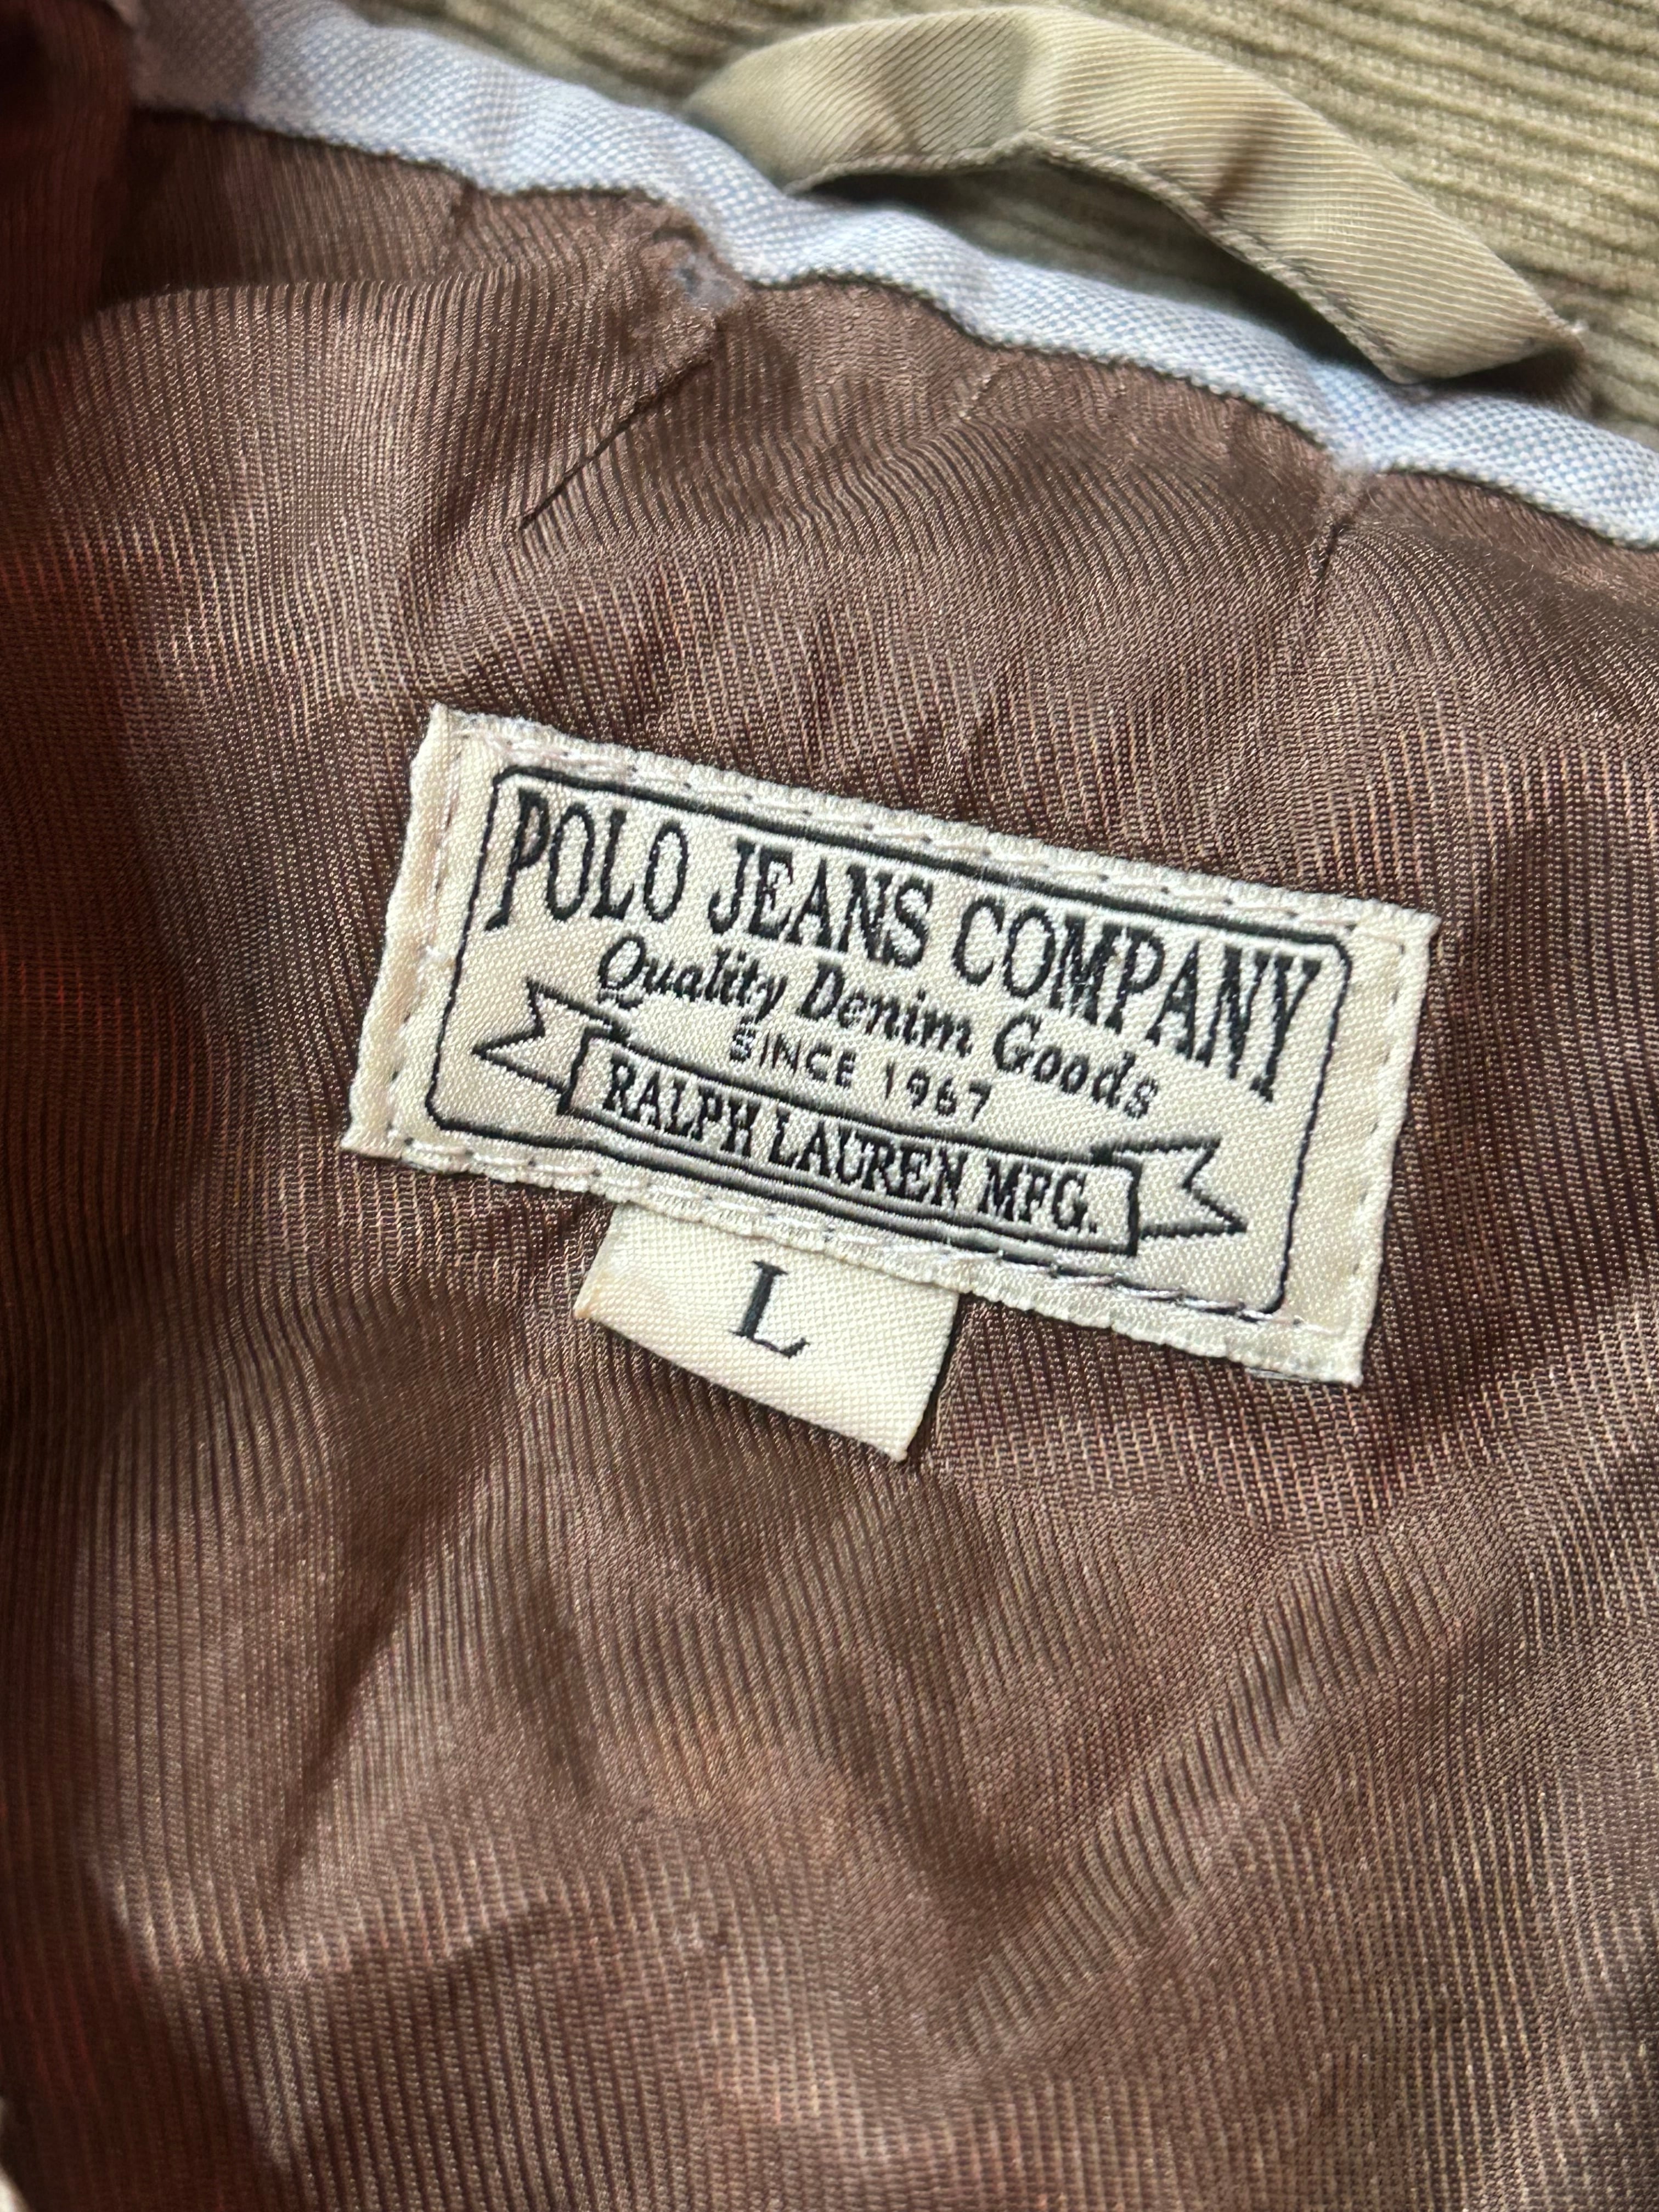 POLO JEANS COMPANY
Quality Denim Goods
SINCE 1967
RALPH LAUREN MFG.
L